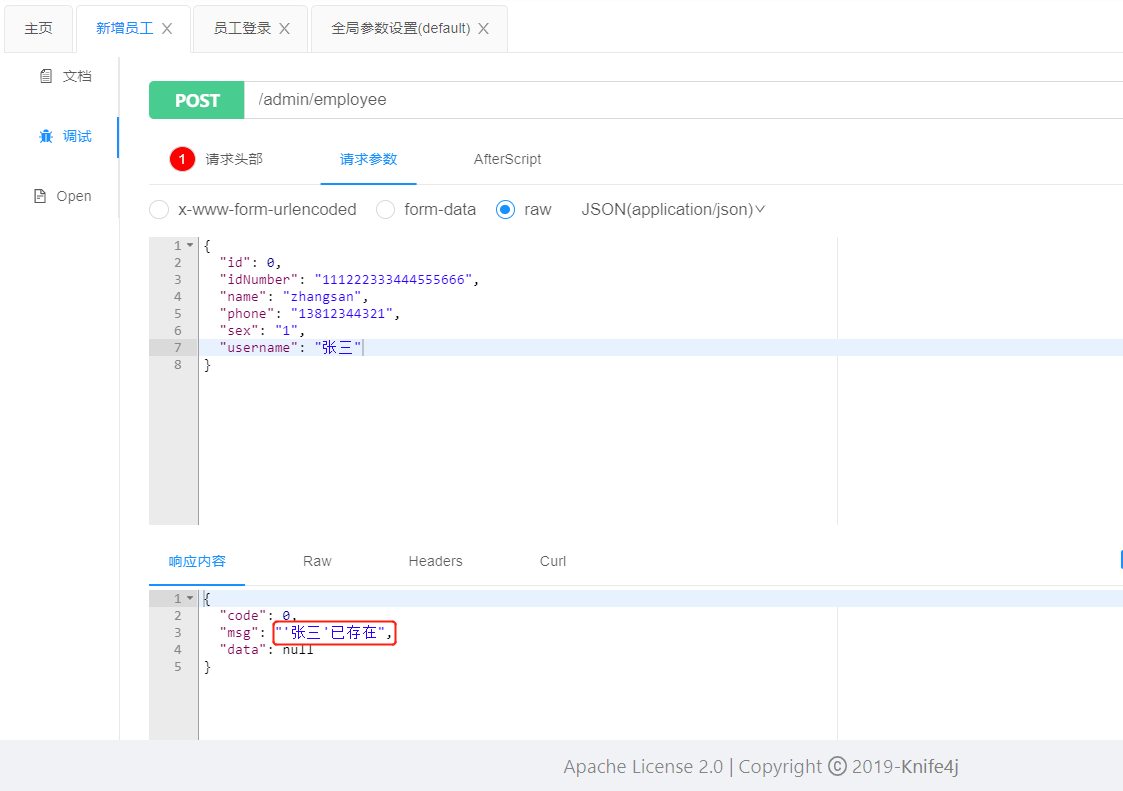 主页 新增员工 员工登录 全局参数设置(default)
文档
调试
Open
POST /admin/employee
1 请求头部 请求参数 AfterScript
x-www-form-urlencoded form-data raw JSON(application/json)
1 {
2 "id": 0,
3 "idNumber": "111222333444555666",
4 "name": "zhangsan",
5 "phone": "13812344321",
6 "sex": "1",
7 "username": "张三"
8 }
响应内容 Raw Headers Curl
1 {
2 "code": 0,
3 "msg": "'张三'已存在",
4 "data": null
5 }
Apache License 2.0 | Copyright © 2019-Knife4j